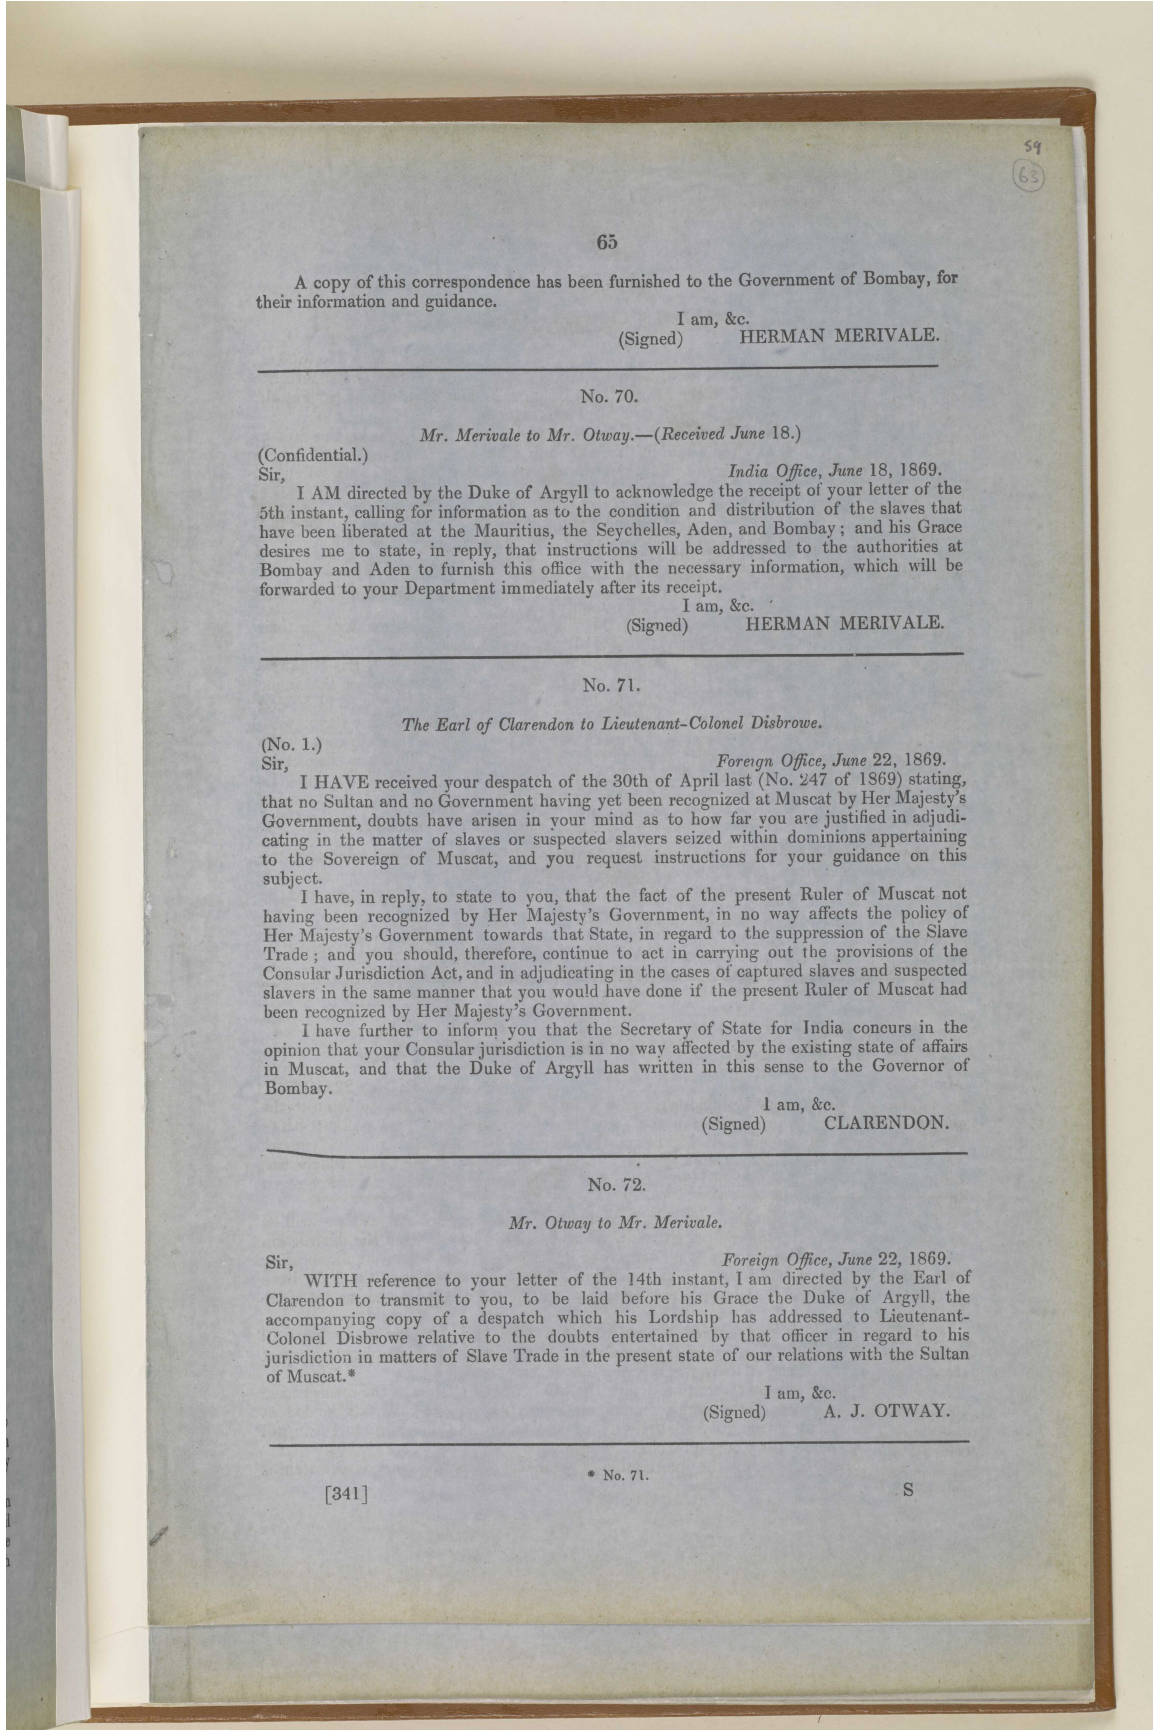 59
63
65
A copy of this correspondence has been furnished to the Government of Bombay, for
their information and guidance.
I am, &c.
(Signed) HERMAN MERIVALE.
No. 70.
Mr. Merivale to Mr. Otway.—(Received June 18.)
(Confidential.)
Sir, India Office, June 18, 1869.
I AM directed by the Duke of Argyll to acknowledge the receipt of your letter of the
5th instant, calling for information as to the condition and distribution of the slaves that
have been liberated at the Mauritius, the Seychelles, Aden, and Bombay; and his Grace
desires me to state, in reply, that instructions will be addressed to the authorities at
Bombay and Aden to furnish this office with the necessary information, which will be
forwarded to your Department immediately after its receipt.
I am, &c.
(Signed) HERMAN MERIVALE.
No. 71.
The Earl of Clarendon to Lieutenant-Colonel Disbrowe.
(No. 1.)
Sir, Foreign Office, June 22, 1869.
I HAVE received your despatch of the 30th of April last (No. 247 of 1869) stating,
that no Sultan and no Government having yet been recognized at Muscat by Her Majesty's
Government, doubts have arisen in your mind as to how far you are justified in adjudi-
cating in the matter of slaves or suspected slavers seized within dominions appertaining
to the Sovereign of Muscat, and you request instructions for your guidance on this
subject.
I have, in reply, to state to you, that the fact of the present Ruler of Muscat not
having been recognized by Her Majesty's Government, in no way affects the policy of
Her Majesty's Government towards that State, in regard to the suppression of the Slave
Trade; and you should, therefore, continue to act in carrying out the provisions of the
Consular Jurisdiction Act, and in adjudicating in the cases of captured slaves and suspected
slavers in the same manner that you would have done if the present Ruler of Muscat had
been recognized by Her Majesty's Government.
I have further to inform you that the Secretary of State for India concurs in the
opinion that your Consular jurisdiction is in no way affected by the existing state of affairs
in Muscat, and that the Duke of Argyll has written in this sense to the Governor of
Bombay.
I am, &c.
(Signed) CLARENDON.
No. 72.
Mr. Otway to Mr. Merivale.
Sir, Foreign Office, June 22, 1869.
WITH reference to your letter of the 14th instant, I am directed by the Earl of
Clarendon to transmit to you, to be laid before his Grace the Duke of Argyll, the
accompanying copy of a despatch which his Lordship has addressed to Lieutenant-
Colonel Disbrowe relative to the doubts entertained by that officer in regard to his
jurisdiction in matters of Slave Trade in the present state of our relations with the Sultan
of Muscat.*
I am, &c.
(Signed) A. J. OTWAY.
* No. 71.
[341] S